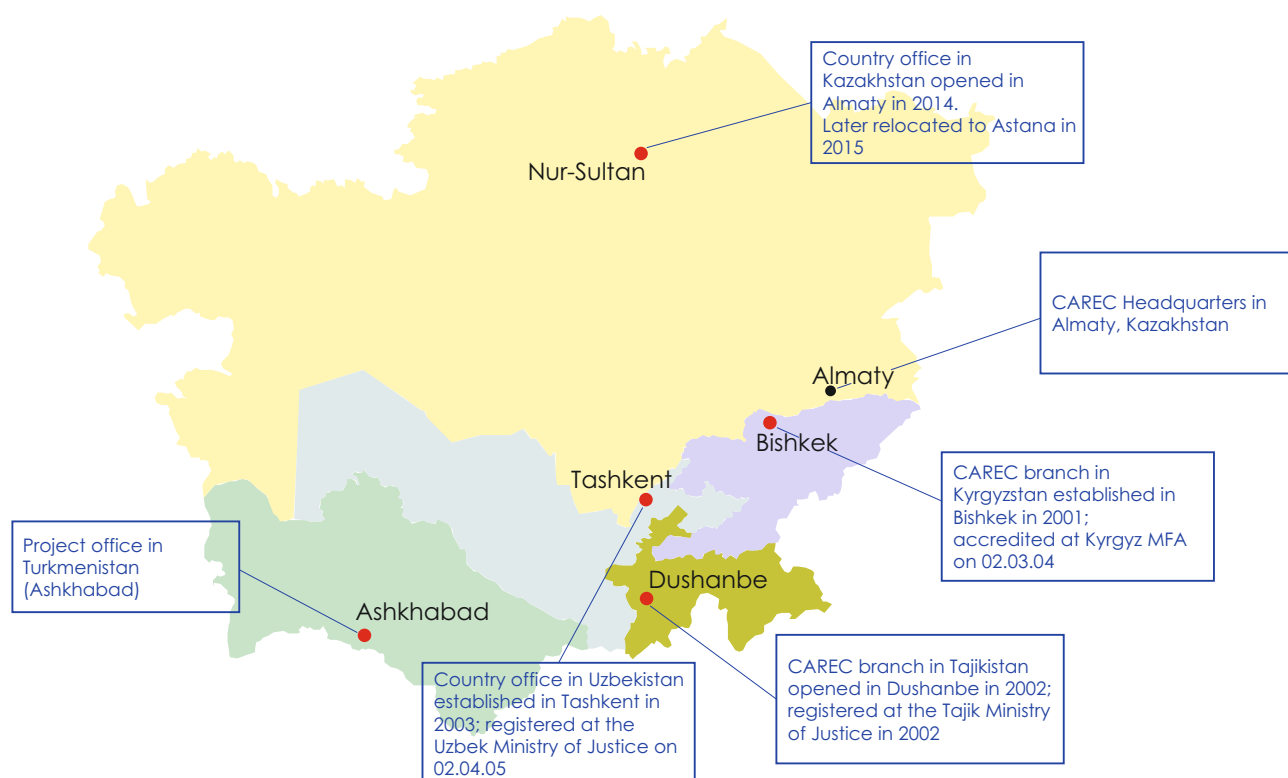 Country office in
Kazakhstan opened in
Almaty in 2014.
Later relocated to Astana in
2015
Nur-Sultan
CAREC Headquarters in
Almaty, Kazakhstan
Almaty
Bishkek
CAREC branch in
Kyrgyzstan established in
Bishkek in 2001;
accredited at Kyrgyz MFA
on 02.03.04
Tashkent
Project office in
Turkmenistan
(Ashkhabad)
Dushanbe
Ashkhabad
Country office in Uzbekistan
established in Tashkent in
2003; registered at the
Uzbek Ministry of Justice on
02.04.05
CAREC branch in Tajikistan
opened in Dushanbe in 2002;
registered at the Tajik Ministry
of Justice in 2002